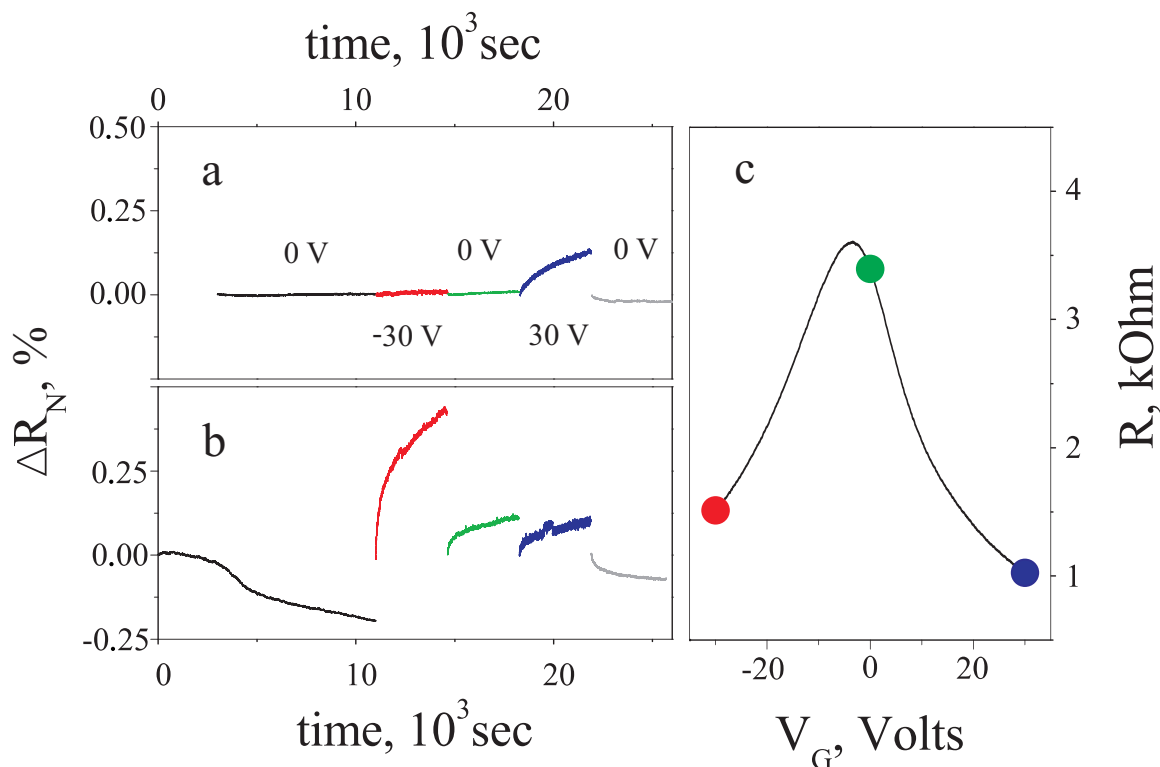 time, 10³sec
0 10 20
0.50
0.25
0.00
a
0 V 0 V 0 V
-30 V 30 V
ΔR_N, %
b
0.25
0.00
-0.25
0 10 20
time, 10³sec
c
4
3
2
1
R, kOhm
-20 0 20
V_G, Volts